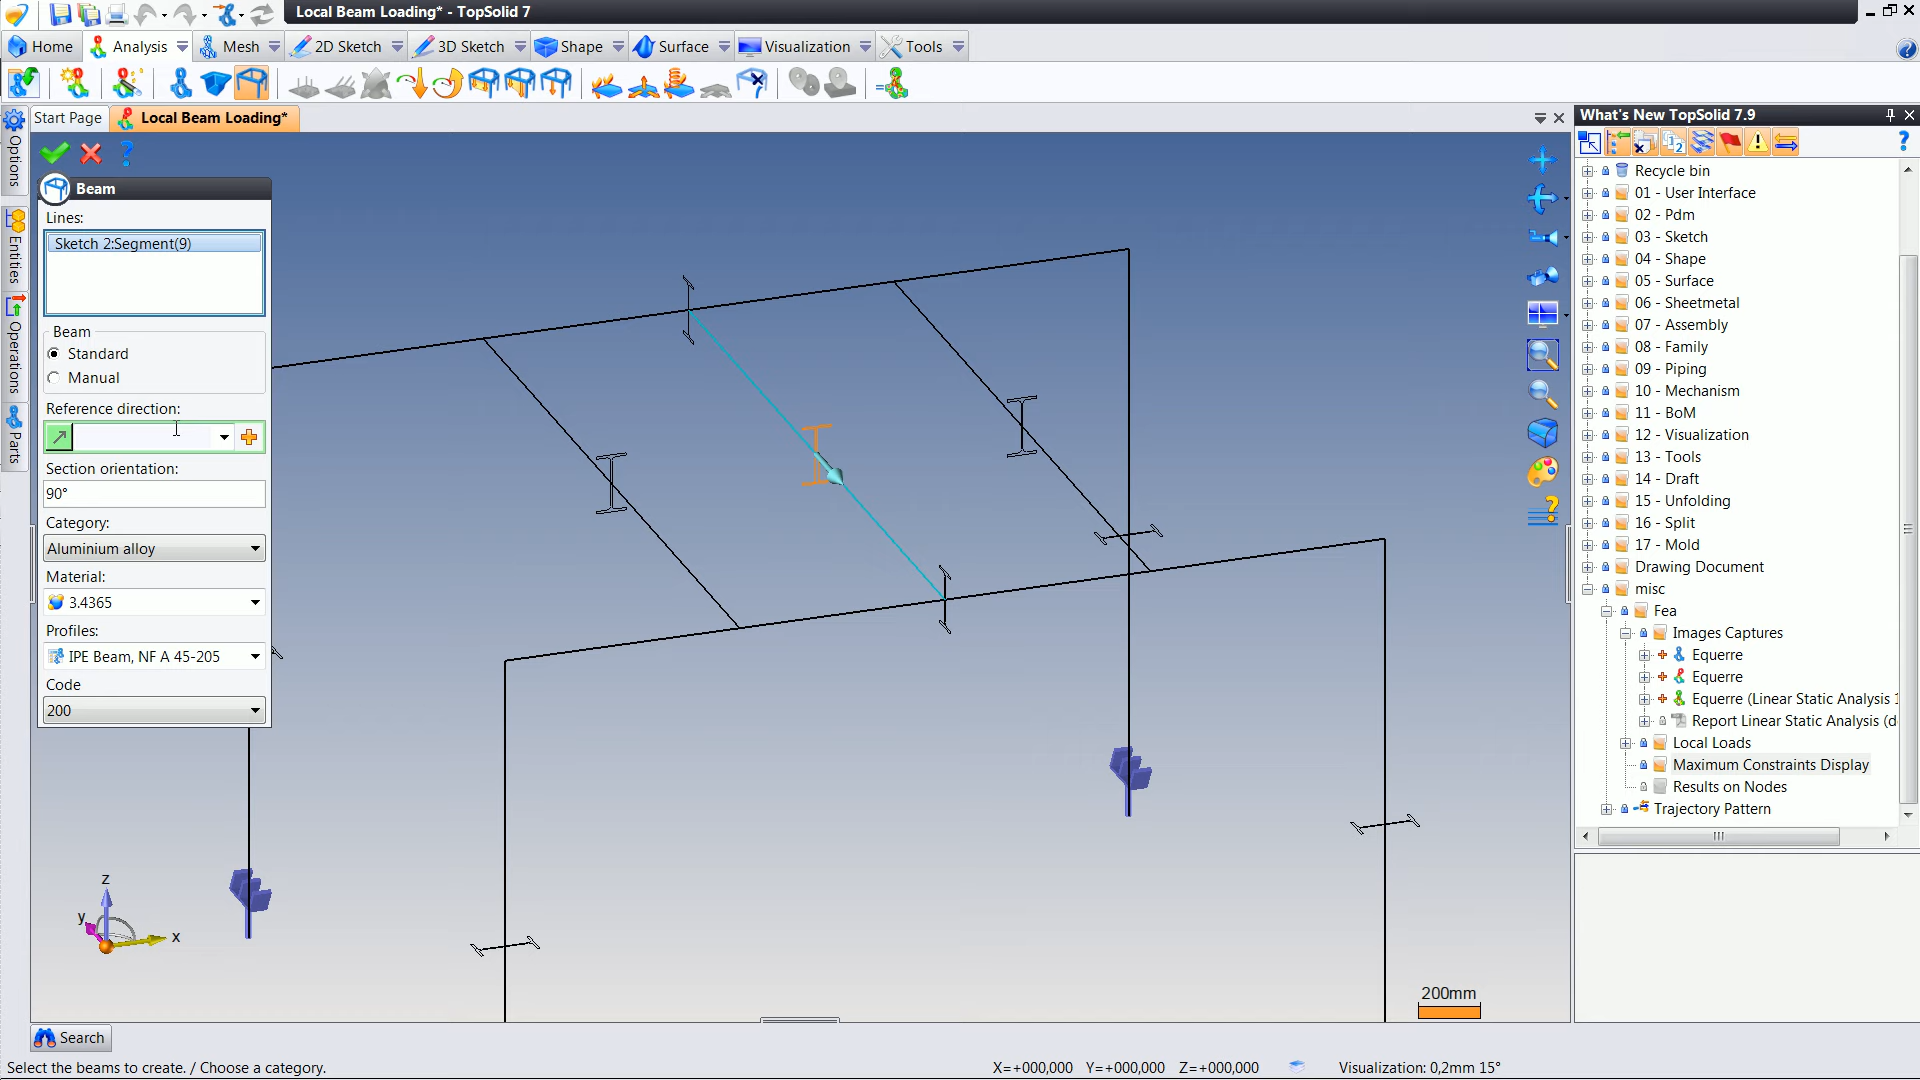 Local Beam Loading* - TopSolid 7
Home
Analysis
Mesh
2D Sketch
3D Sketch
Shape
Surface
Visualization
Tools
Start Page
Local Beam Loading*
Options
Entities
Operations
Parts
Beam
Lines:
Sketch 2:Segment(9)
Beam
Standard
Manual
Reference direction:
Section orientation:
90°
Category:
Aluminium alloy
Material:
3.4365
Profiles:
IPE Beam, NF A 45-205
Code
200
z
y
x
200mm
What's New TopSolid 7.9
Recycle bin
01 - User Interface
02 - Pdm
03 - Sketch
04 - Shape
05 - Surface
06 - Sheetmetal
07 - Assembly
08 - Family
09 - Piping
10 - Mechanism
11 - BoM
12 - Visualization
13 - Tools
14 - Draft
15 - Unfolding
16 - Split
17 - Mold
Drawing Document
misc
Fea
Images Captures
Equerre
Equerre
Equerre (Linear Static Analysis 1
Report Linear Static Analysis (d
Local Loads
Maximum Constraints Display
Results on Nodes
Trajectory Pattern
Search
Select the beams to create. / Choose a category.
X=+000,000 Y=+000,000 Z=+000,000
Visualization: 0,2mm 15°